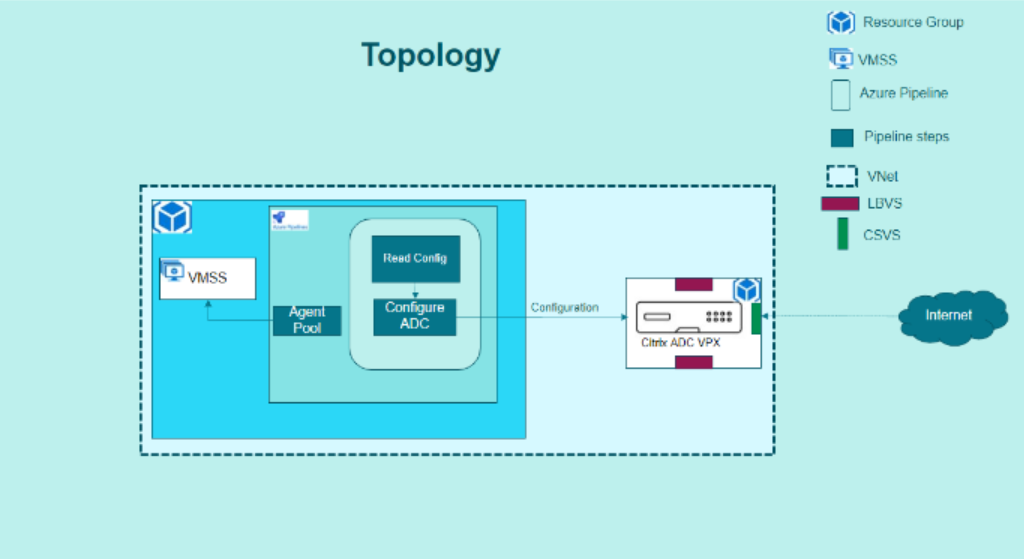 Topology
Resource Group
VMSS
Azure Pipeline
Pipeline steps
VNet
LBVS
CSVS
Azure Pipelines
Read Config
VMSS
Agent
Pool
Configure
ADC
Configuration
Citrix ADC VPX
Internet